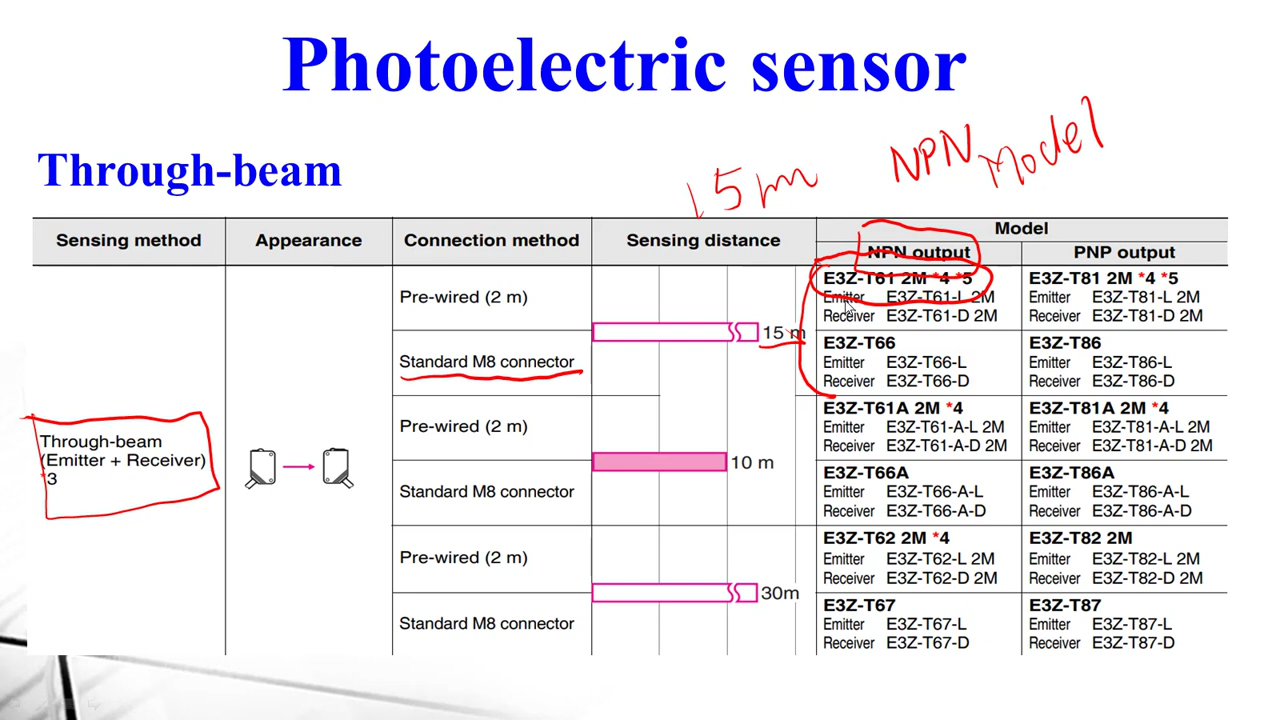 Photoelectric sensor
Through-beam
15m
NPN Model
Sensing method Appearance Connection method Sensing distance Model
NPN output PNP output
Through-beam
(Emitter + Receiver)
*3
Pre-wired (2 m)
15 m
E3Z-T61 2M *4 *5
Emitter E3Z-T61-L 2M
Receiver E3Z-T61-D 2M
E3Z-T81 2M *4 *5
Emitter E3Z-T81-L 2M
Receiver E3Z-T81-D 2M
Standard M8 connector
E3Z-T66
Emitter E3Z-T66-L
Receiver E3Z-T66-D
E3Z-T86
Emitter E3Z-T86-L
Receiver E3Z-T86-D
Pre-wired (2 m)
10 m
E3Z-T61A 2M *4
Emitter E3Z-T61-A-L 2M
Receiver E3Z-T61-A-D 2M
E3Z-T81A 2M *4
Emitter E3Z-T81-A-L 2M
Receiver E3Z-T81-A-D 2M
Standard M8 connector
E3Z-T66A
Emitter E3Z-T66-A-L
Receiver E3Z-T66-A-D
E3Z-T86A
Emitter E3Z-T86-A-L
Receiver E3Z-T86-A-D
Pre-wired (2 m)
30m
E3Z-T62 2M *4
Emitter E3Z-T62-L 2M
Receiver E3Z-T62-D 2M
E3Z-T82 2M
Emitter E3Z-T82-L 2M
Receiver E3Z-T82-D 2M
Standard M8 connector
E3Z-T67
Emitter E3Z-T67-L
Receiver E3Z-T67-D
E3Z-T87
Emitter E3Z-T87-L
Receiver E3Z-T87-D